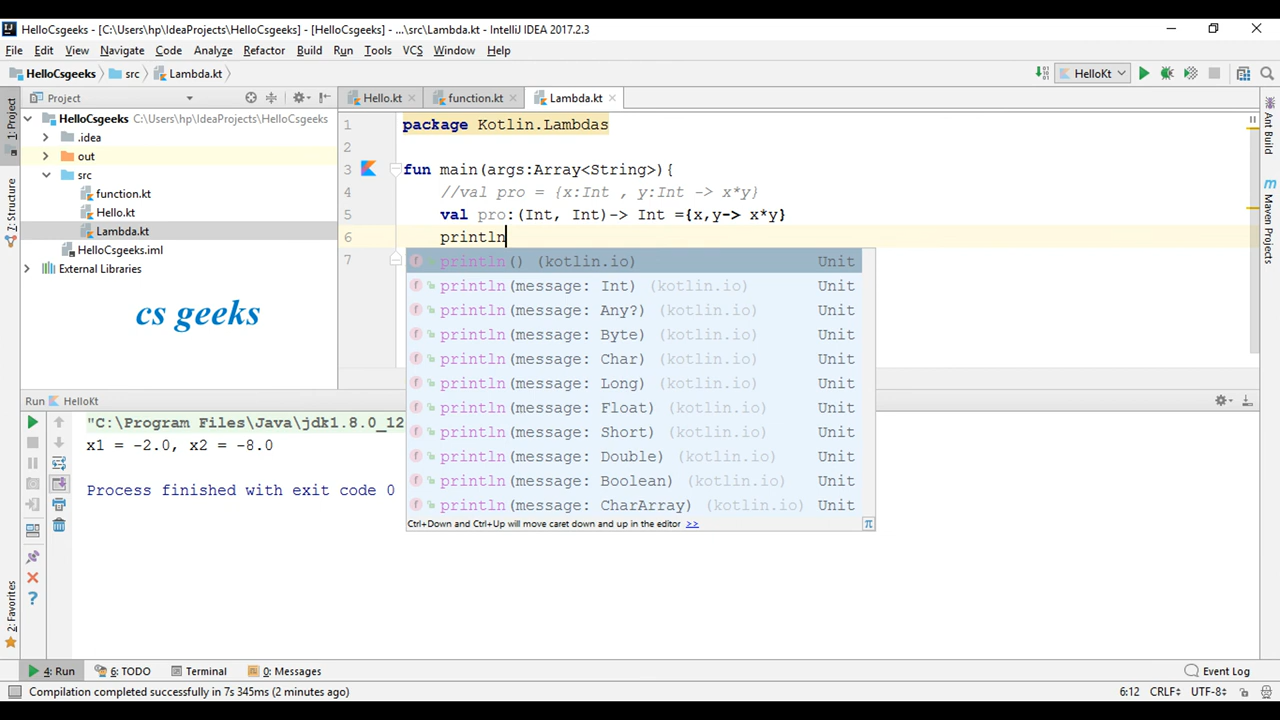 HelloCsgeeks - [C:\Users\hp\IdeaProjects\HelloCsgeeks] - [HelloCsgeeks] - ...\src\Lambda.kt - IntelliJ IDEA 2017.2.3
File Edit View Navigate Code Analyze Refactor Build Run Tools VCS Window Help
HelloCsgeeks src Lambda.kt HelloKt
Project Hello.kt function.kt Lambda.kt
HelloCsgeeks C:\Users\hp\IdeaProjects\HelloCsgeeks
.idea
out
src
function.kt
Hello.kt
Lambda.kt
HelloCsgeeks.iml
External Libraries
cs geeks
1: Project
7: Structure
2: Favorites
Ant Build
Maven Projects
1 package Kotlin.Lambdas
2
3 fun main(args:Array<String>){
4 //val pro = {x:Int , y:Int -> x*y}
5 val pro:(Int, Int)-> Int ={x,y-> x*y}
6 println
7
println() (kotlin.io) Unit
println(message: Int) (kotlin.io) Unit
println(message: Any?) (kotlin.io) Unit
println(message: Byte) (kotlin.io) Unit
println(message: Char) (kotlin.io) Unit
println(message: Long) (kotlin.io) Unit
println(message: Float) (kotlin.io) Unit
println(message: Short) (kotlin.io) Unit
println(message: Double) (kotlin.io) Unit
println(message: Boolean) (kotlin.io) Unit
println(message: CharArray) (kotlin.io) Unit
Ctrl+Down and Ctrl+Up will move caret down and up in the editor >> π
Run HelloKt
"C:\Program Files\Java\jdk1.8.0_12
x1 = -2.0, x2 = -8.0
Process finished with exit code 0
4: Run 6: TODO Terminal 0: Messages Event Log
Compilation completed successfully in 7s 345ms (2 minutes ago) 6:12 CRLF UTF-8